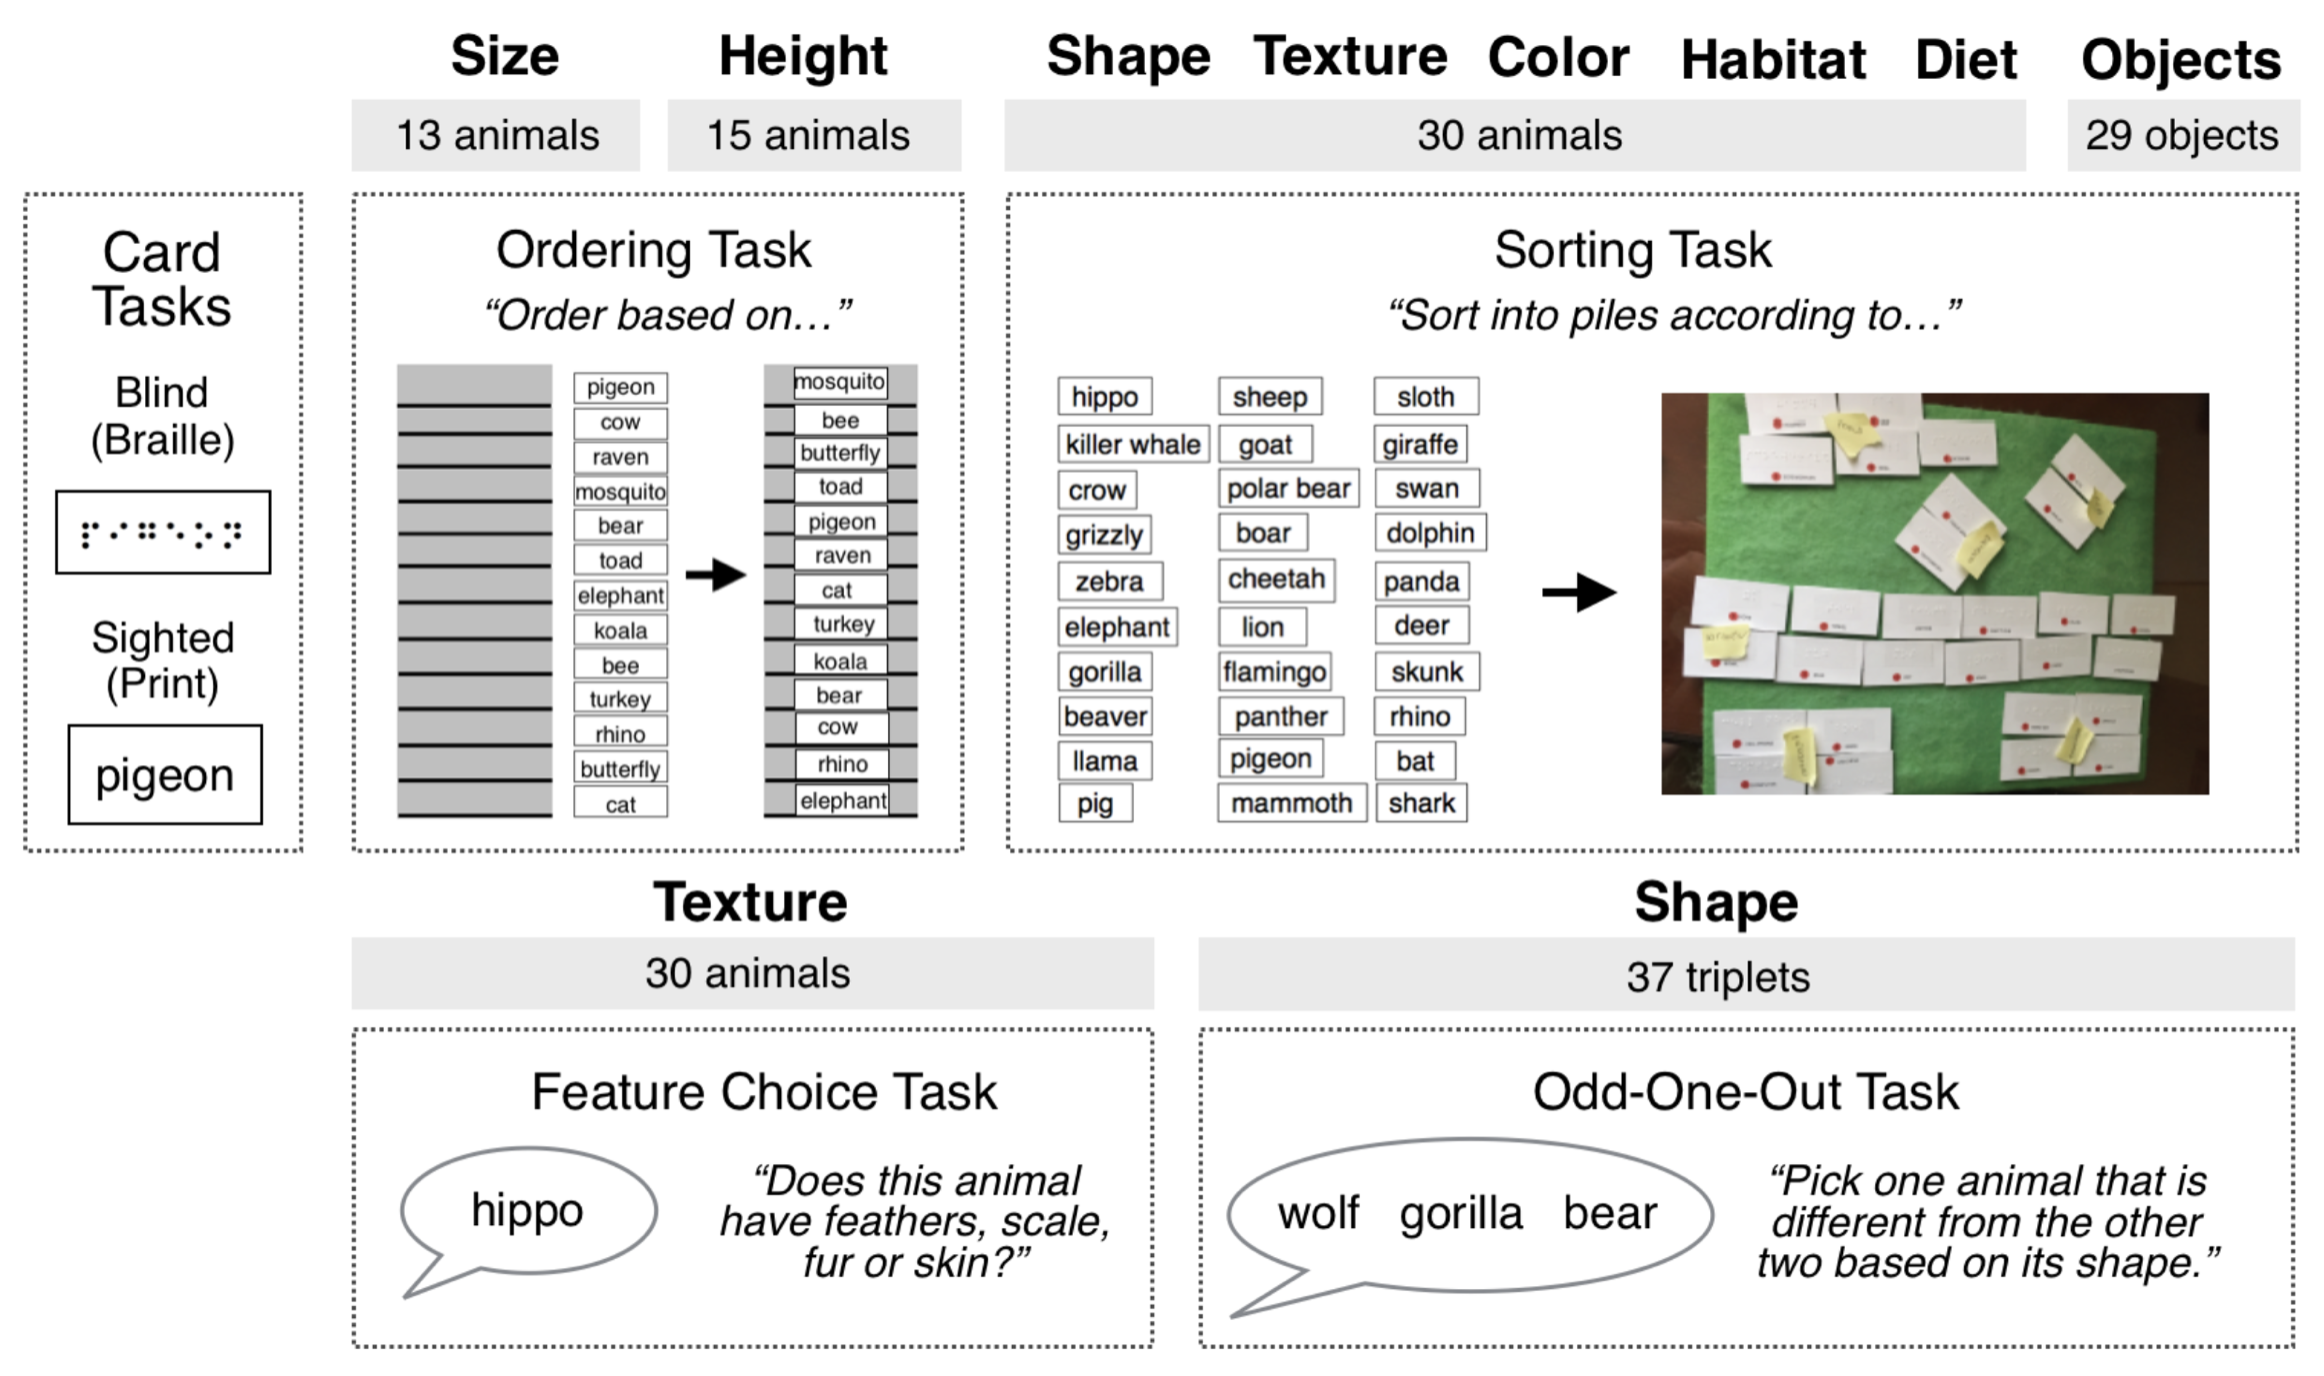 Size Height Shape Texture Color Habitat Diet Objects
13 animals 15 animals 30 animals 29 objects
Card
Tasks
Blind
(Braille)
⠏⠊⠛⠑⠕⠝
Sighted
(Print)
pigeon
Ordering Task
“Order based on...”
pigeon
cow
raven
mosquito
bear
toad
elephant
koala
bee
turkey
rhino
butterfly
cat
mosquito
bee
butterfly
toad
pigeon
raven
cat
turkey
koala
bear
cow
rhino
elephant
Sorting Task
“Sort into piles according to...”
hippo sheep sloth
killer whale goat giraffe
crow polar bear swan
grizzly boar dolphin
zebra cheetah panda
elephant lion deer
gorilla flamingo skunk
beaver panther rhino
llama pigeon bat
pig mammoth shark
Texture
30 animals
Feature Choice Task
hippo
“Does this animal
have feathers, scale,
fur or skin?”
Shape
37 triplets
Odd-One-Out Task
wolf gorilla bear
“Pick one animal that is
different from the other
two based on its shape.”